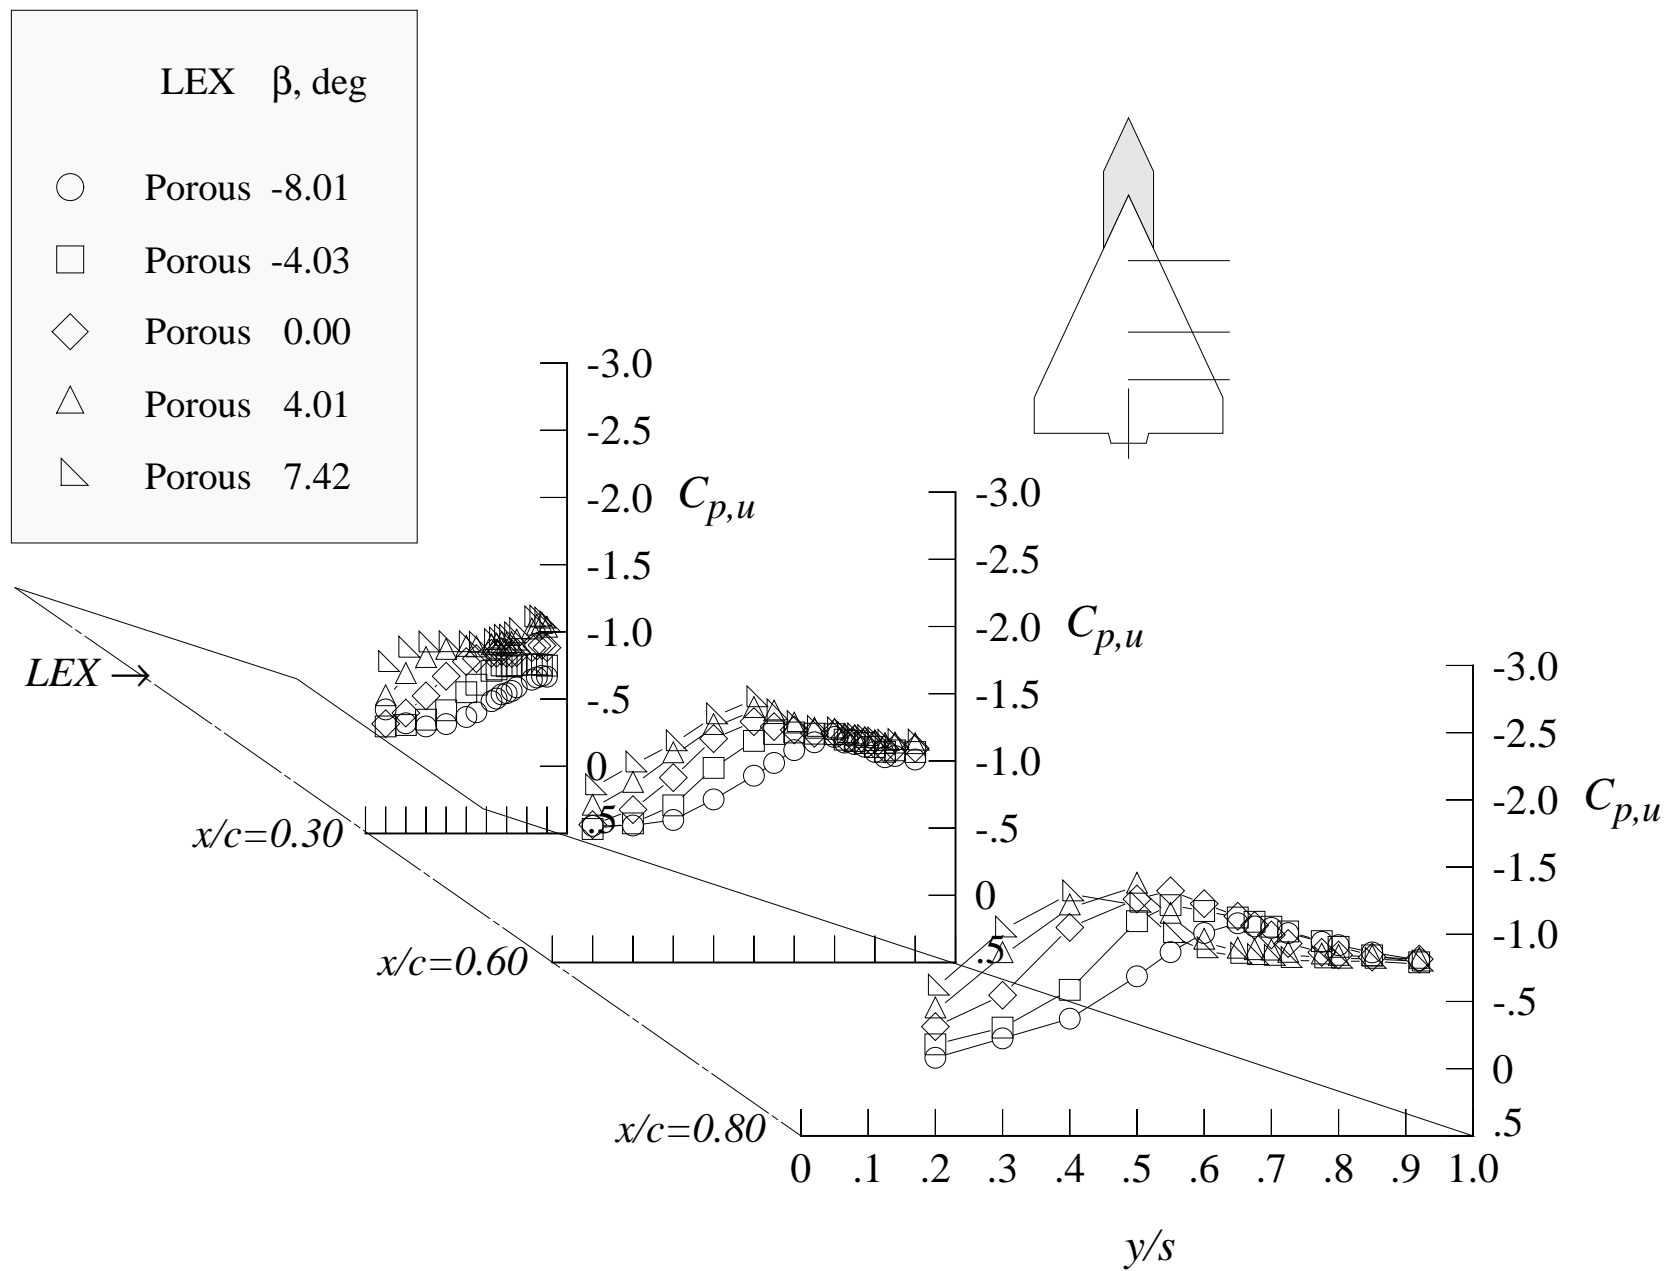 LEX β, deg
Porous -8.01
Porous -4.03
Porous 0.00
Porous 4.01
Porous 7.42
LEX →
-3.0
-2.5
-2.0 Cp,u
-1.5
-1.0
-.5
0
.5
x/c=0.30
-3.0
-2.5
-2.0 Cp,u
-1.5
-1.0
-.5
0
.5
x/c=0.60
-3.0
-2.5
-2.0 Cp,u
-1.5
-1.0
-.5
0
.5
x/c=0.80
0 .1 .2 .3 .4 .5 .6 .7 .8 .9 1.0
y/s